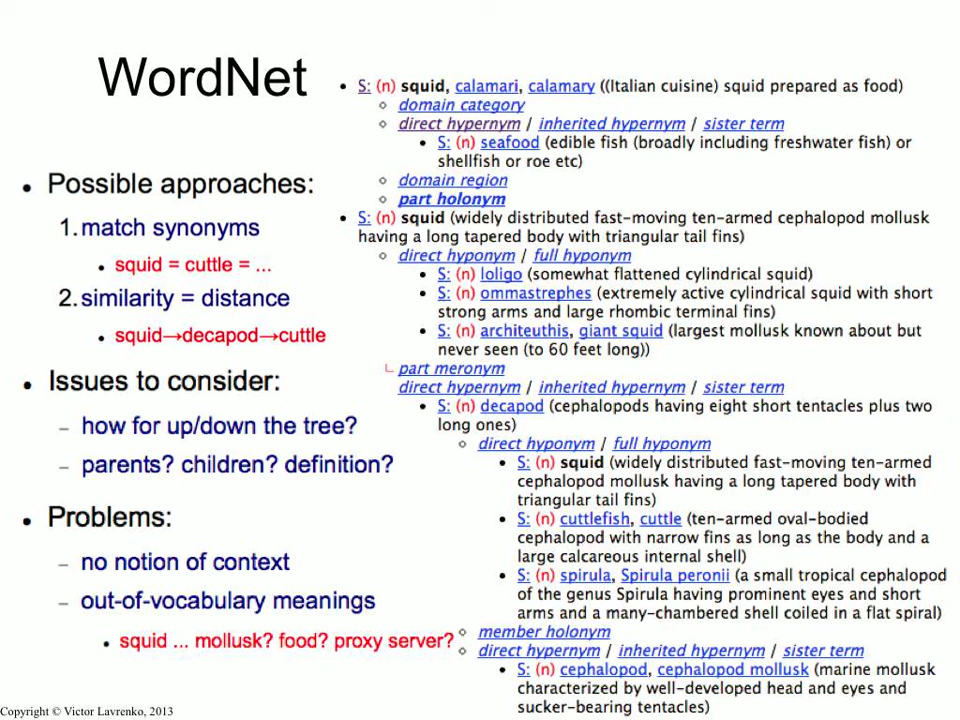 WordNet
• Possible approaches:
1. match synonyms
• squid = cuttle = ...
2. similarity = distance
• squid→decapod→cuttle
• Issues to consider:
– how for up/down the tree?
– parents? children? definition?
• Problems:
– no notion of context
– out-of-vocabulary meanings
• squid ... mollusk? food? proxy server?
• S: (n) squid, calamari, calamary ((Italian cuisine) squid prepared as food)
◦ domain category
◦ direct hypernym / inherited hypernym / sister term
• S: (n) seafood (edible fish (broadly including freshwater fish) or
shellfish or roe etc)
◦ domain region
◦ part holonym
• S: (n) squid (widely distributed fast-moving ten-armed cephalopod mollusk
having a long tapered body with triangular tail fins)
◦ direct hyponym / full hyponym
• S: (n) loligo (somewhat flattened cylindrical squid)
• S: (n) ommastrephes (extremely active cylindrical squid with short
strong arms and large rhombic terminal fins)
• S: (n) architeuthis, giant squid (largest mollusk known about but
never seen (to 60 feet long))
part meronym
direct hypernym / inherited hypernym / sister term
• S: (n) decapod (cephalopods having eight short tentacles plus two
long ones)
◦ direct hyponym / full hyponym
• S: (n) squid (widely distributed fast-moving ten-armed
cephalopod mollusk having a long tapered body with
triangular tail fins)
• S: (n) cuttlefish, cuttle (ten-armed oval-bodied
cephalopod with narrow fins as long as the body and a
large calcareous internal shell)
• S: (n) spirula, Spirula peronii (a small tropical cephalopod
of the genus Spirula having prominent eyes and short
arms and a many-chambered shell coiled in a flat spiral)
◦ member holonym
◦ direct hypernym / inherited hypernym / sister term
• S: (n) cephalopod, cephalopod mollusk (marine mollusk
characterized by well-developed head and eyes and
sucker-bearing tentacles)
Copyright © Victor Lavrenko, 2013